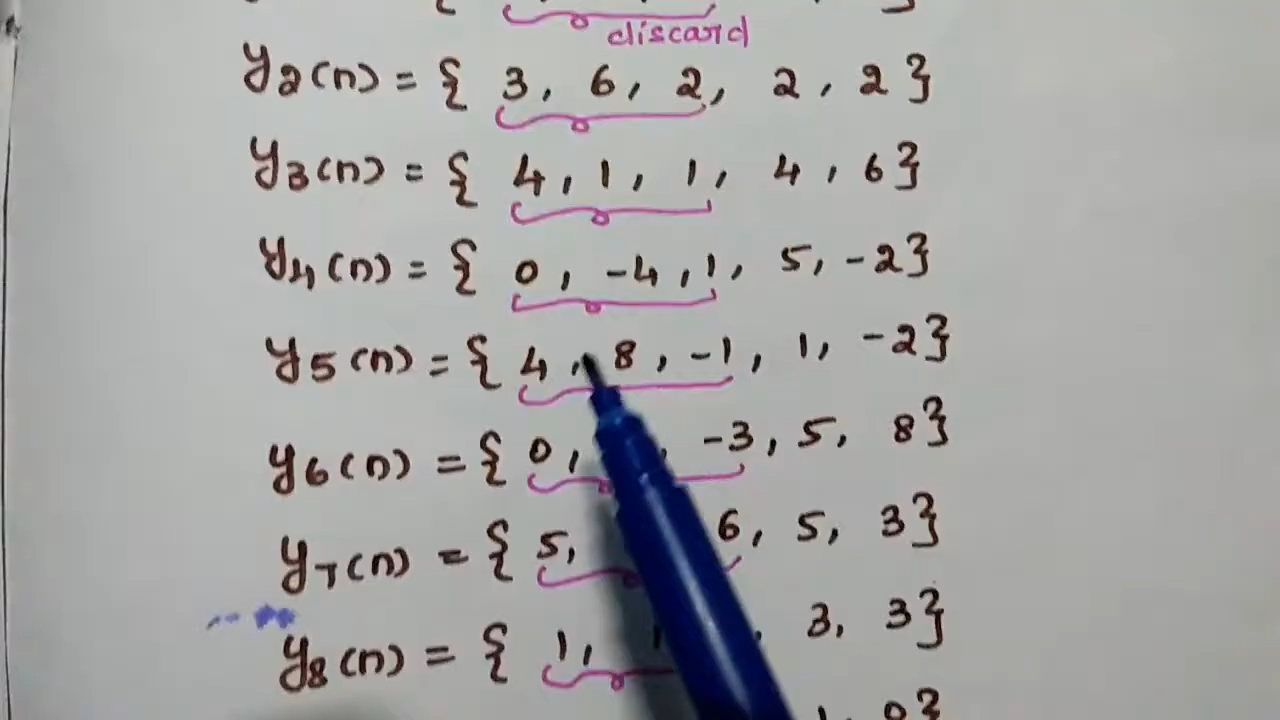 discard
y2(n) = { 3, 6, 2, 2, 2 }
y3(n) = { 4, 1, 1, 4, 6 }
y4(n) = { 0, -4, 1, 5, -2 }
y5(n) = { 4, 8, -1, 1, -2 }
y6(n) = { 0, , -3, 5, 8 }
y7(n) = { 5, 6, 5, 3 }
y8(n) = { 1, 3, 3 }